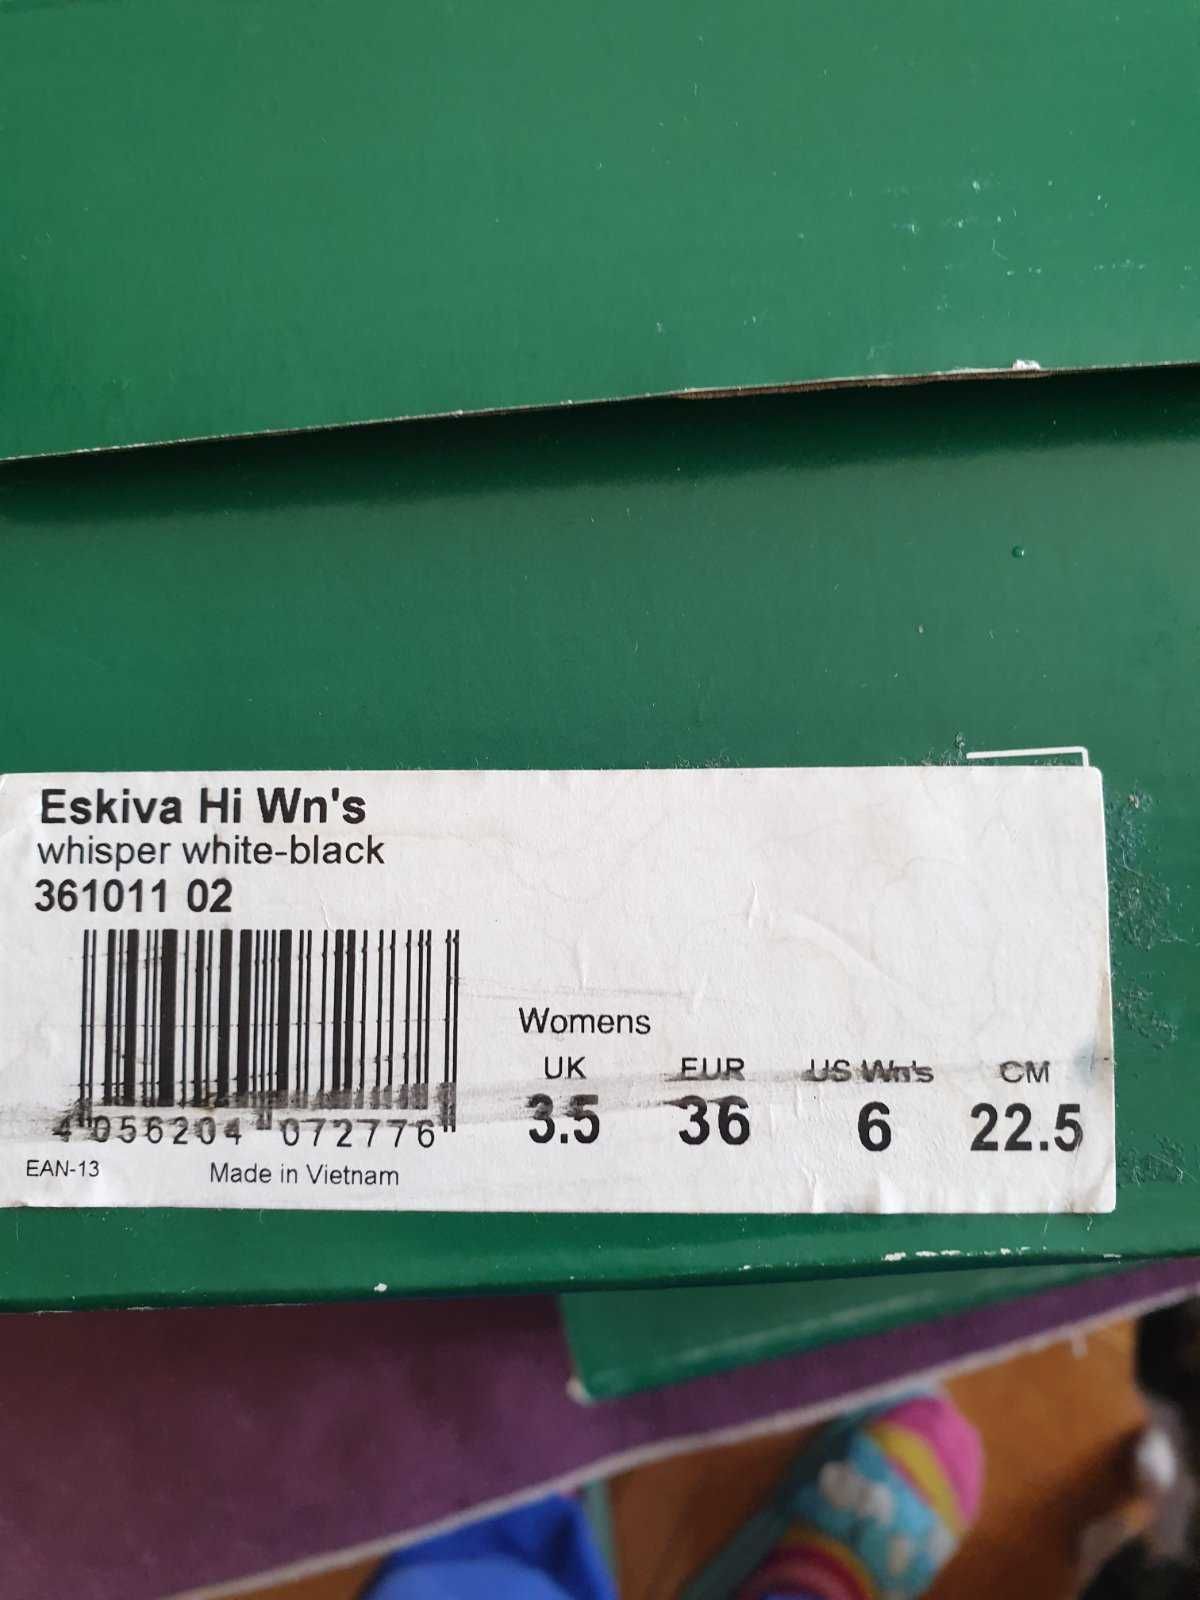 Eskiva Hi Wn's
whisper white-black
361011 02
4 056204 072776
EAN-13
Made in Vietnam
Womens
UK EUR US Wn's CM
3.5 36 6 22.5